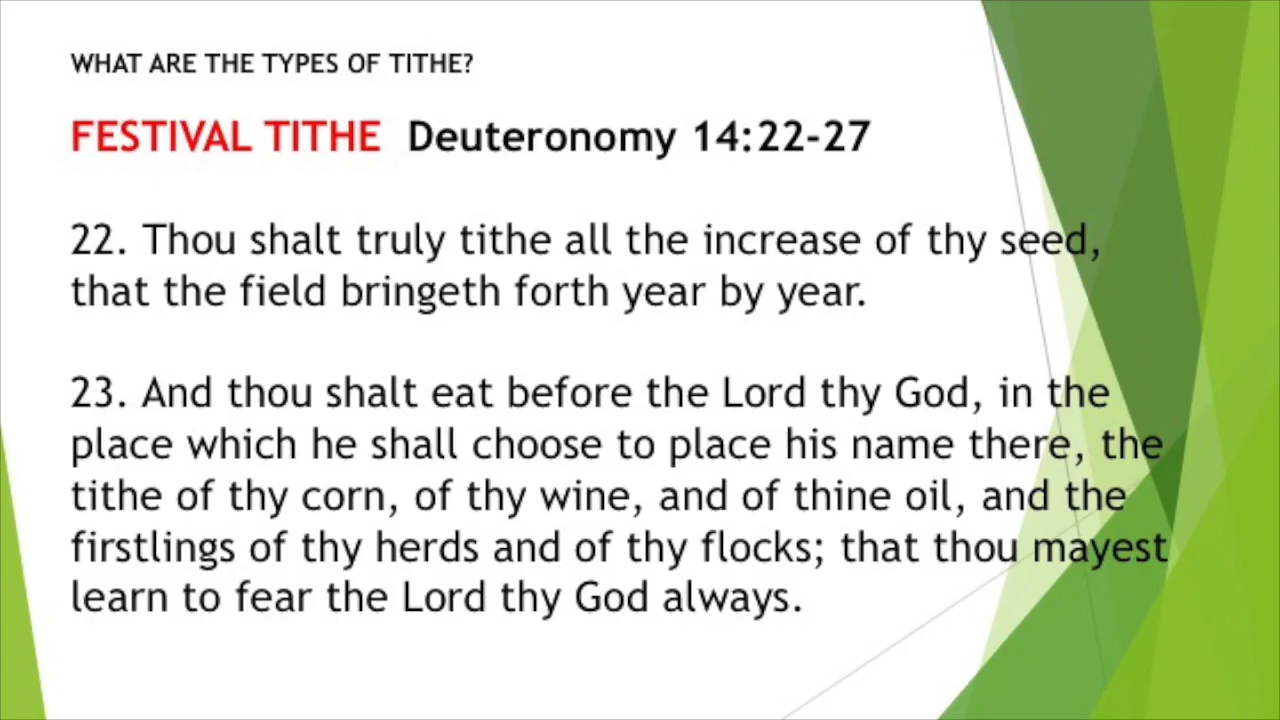 WHAT ARE THE TYPES OF TITHE?
FESTIVAL TITHE Deuteronomy 14:22-27
22. Thou shalt truly tithe all the increase of thy seed,
that the field bringeth forth year by year.
23. And thou shalt eat before the Lord thy God, in the
place which he shall choose to place his name there, the
tithe of thy corn, of thy wine, and of thine oil, and the
firstlings of thy herds and of thy flocks; that thou mayest
learn to fear the Lord thy God always.